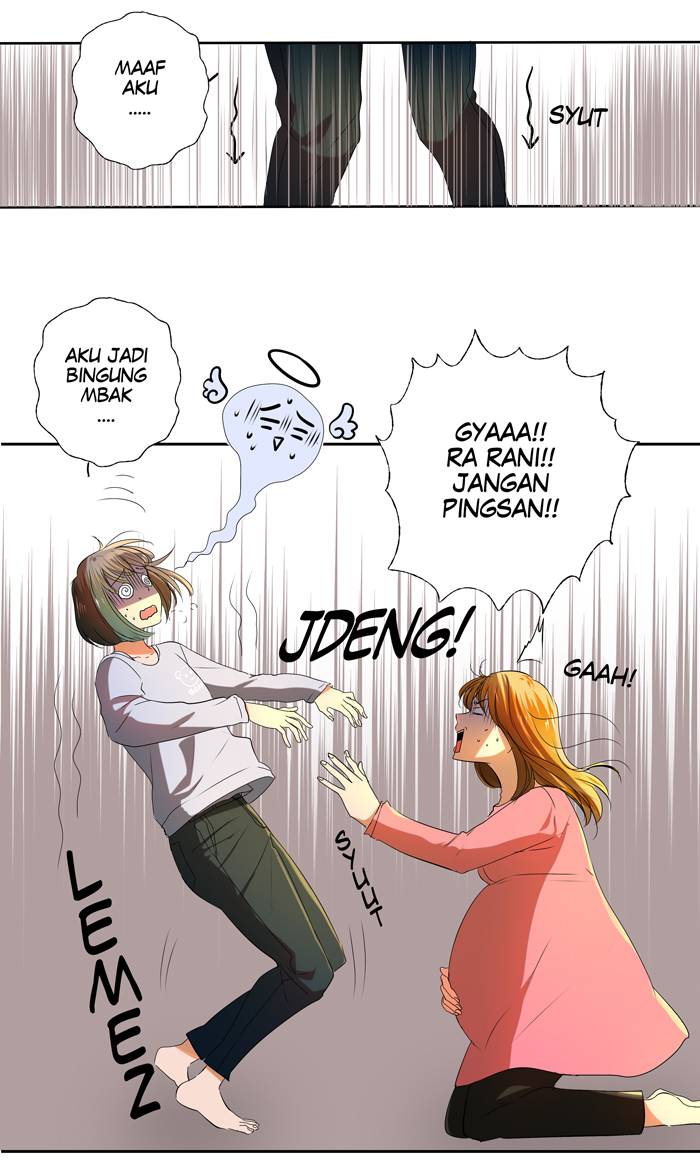 MAAF
AKU
.....
SYUT
AKU JADI
BINGUNG
MBAK
....
GYAAA!!
RA RANI!!
JANGAN
PINGSAN!!
JDENG!
GAAH!
SYUUT
LEMEZ